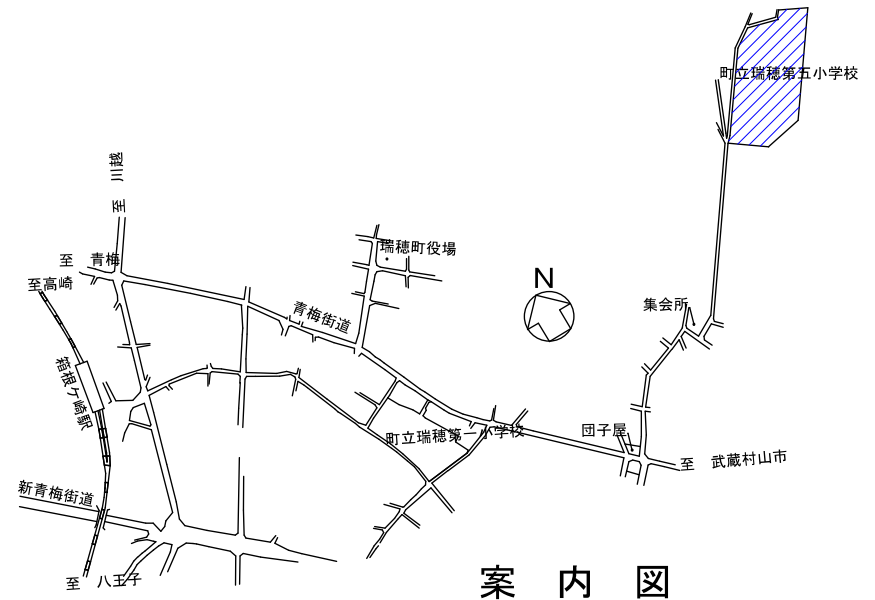 町立瑞穂第五小学校
至 川越
瑞穂町役場
至 青梅
至高崎
N
青梅街道
集会所
箱根ケ崎駅
町立瑞穂第一小学校
団子屋
至 武蔵村山市
新青梅街道
至 八王子
案 内 図